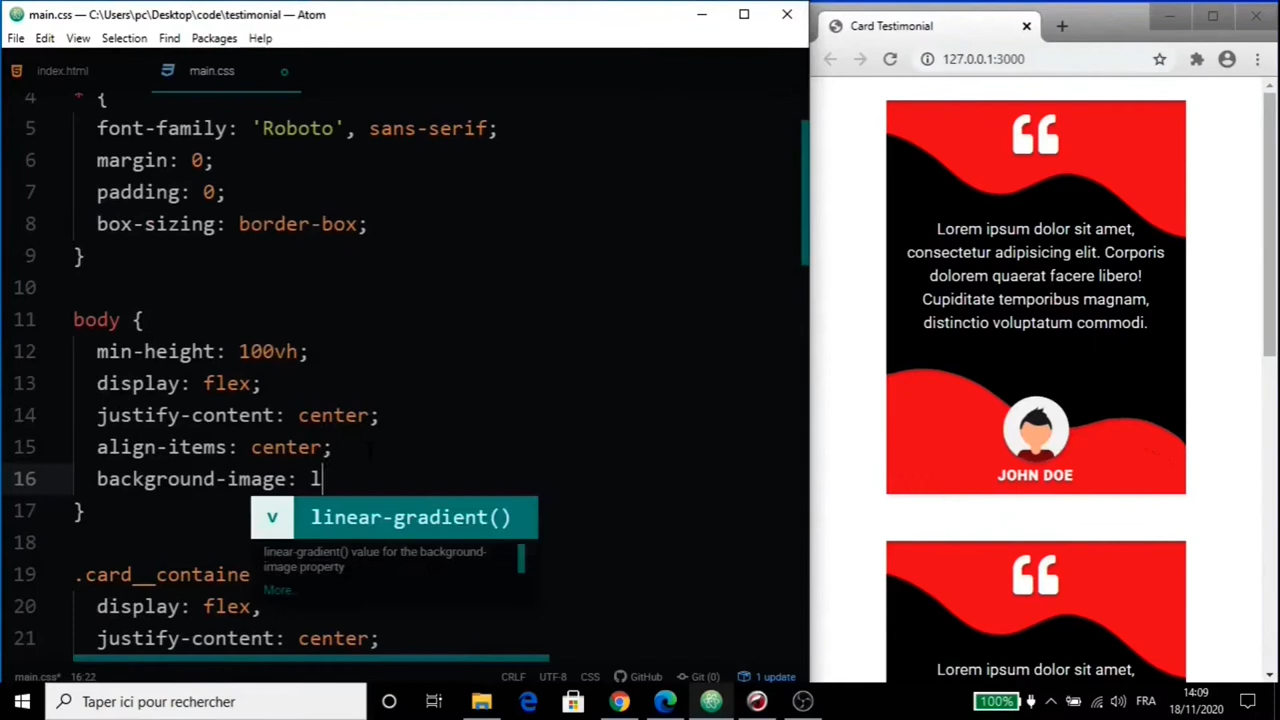 main.css — C:\Users\pc\Desktop\code\testimonial — Atom
File Edit View Selection Find Packages Help
index.html
main.css
4 * {
5 font-family: 'Roboto', sans-serif;
6 margin: 0;
7 padding: 0;
8 box-sizing: border-box;
9 }
10
11 body {
12 min-height: 100vh;
13 display: flex;
14 justify-content: center;
15 align-items: center;
16 background-image: l
17 }
v linear-gradient()
linear-gradient() value for the background-
image property
More..
18
19 .card__containe
20 display: flex,
21 justify-content: center;
main.css* 16:22 CRLF UTF-8 CSS GitHub Git (0) 1 update
Card Testimonial
127.0.0.1:3000
Lorem ipsum dolor sit amet,
consectetur adipisicing elit. Corporis
dolorem quaerat facere libero!
Cupiditate temporibus magnam,
distinctio voluptatum commodi.
JOHN DOE
Lorem ipsum dolor sit amet,
Taper ici pour rechercher
100%
FRA
14:09
18/11/2020